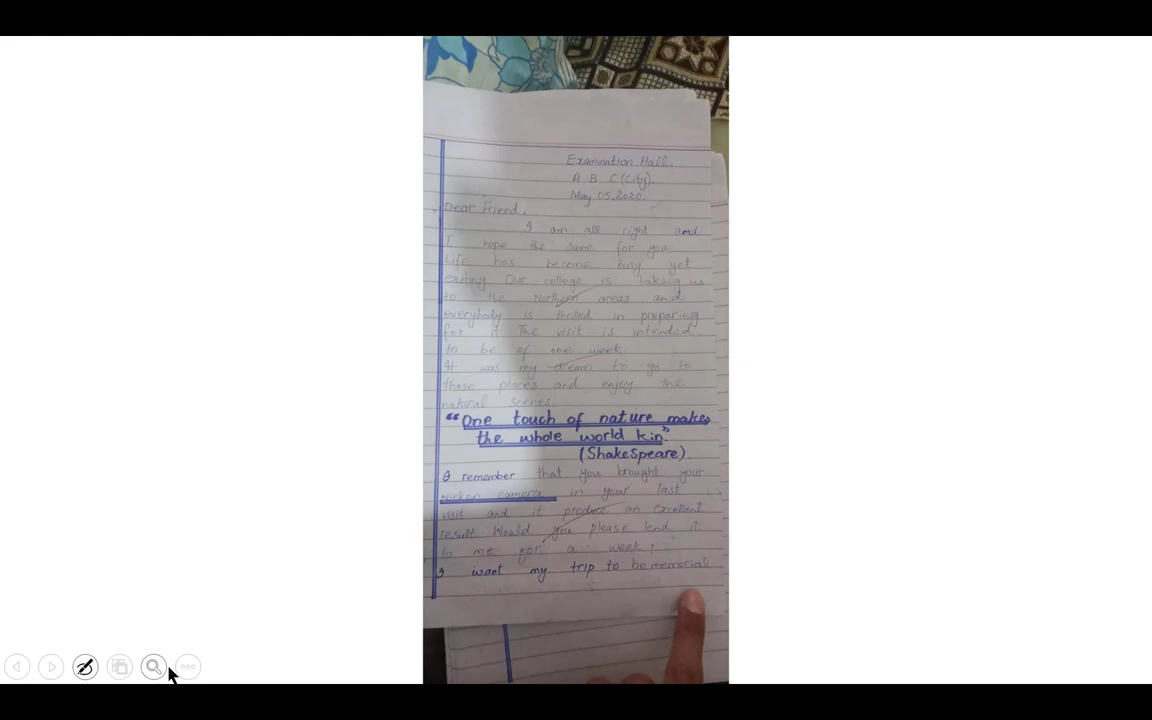 Examination Hall.
A B C (City).
May 05, 2020.
Dear Friend,
I am all right and
I hope the same for you
Life has become busy yet
exiting Our college is taking us
to the Northern areas and
everybody is thrilled in preparing
for it The visit is intended
to be of one week.
It was my dream to go to
these places and enjoy the
natural scenes
"One touch of nature makes
the whole world kin"
(ShakeSpeare).
I remember that you brought your
Nicken camera in your last
visit and it produce an excellent
result Would you please lend it
to me for a week?
I want my trip to be memorial